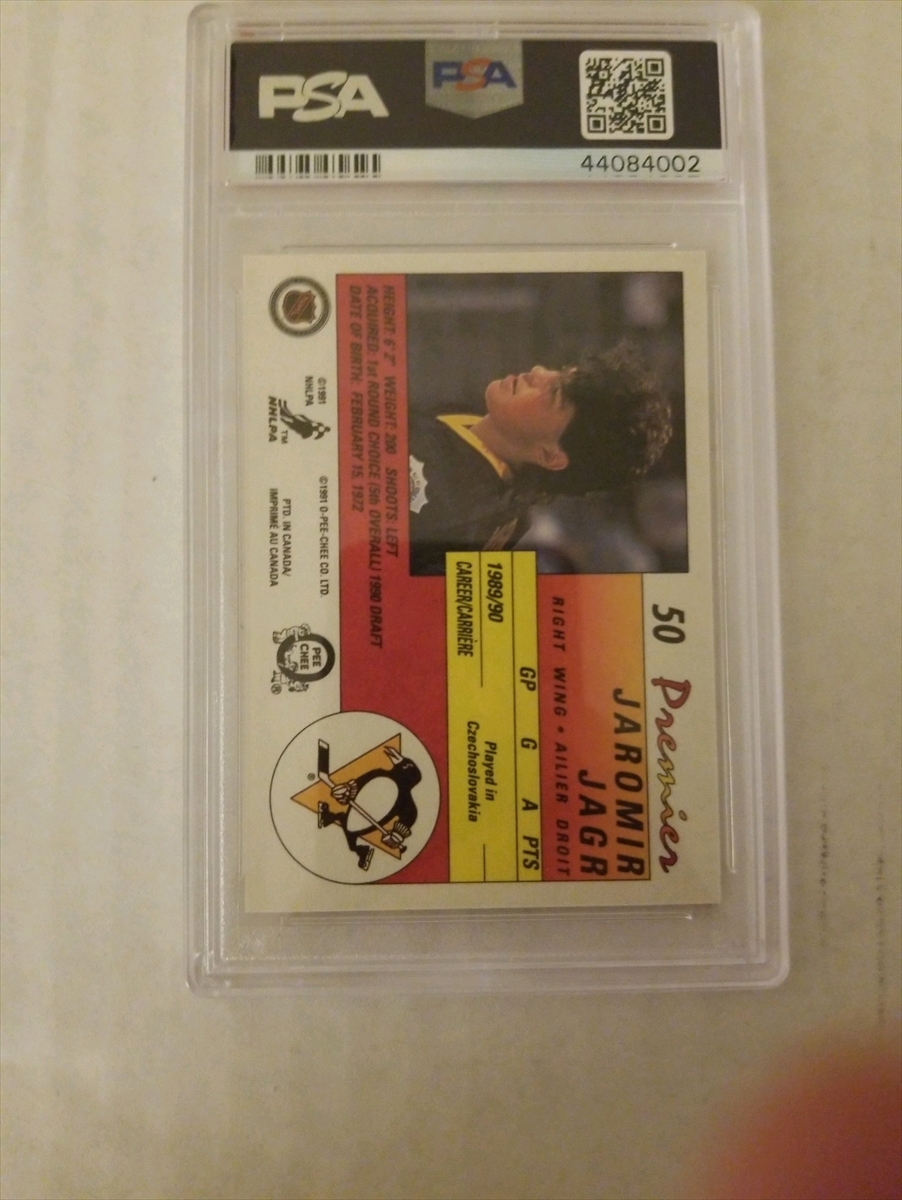 PSA
PSA
44084002
50 Premier
JAROMIR
JAGR
RIGHT WING • AILIER DROIT
GP G A PTS
1989/90 Played in
CAREER/CARRIÈRE Czechoslovakia
HEIGHT: 6' 2" WEIGHT: 200 SHOOTS: LEFT
ACQUIRED: 1st ROUND CHOICE (5th OVERALL) 1990 DRAFT
DATE OF BIRTH: FEBRUARY 15, 1972
©1991
NHLPA
NHLPA™
©1991 O-PEE-CHEE CO. LTD.
PTD. IN CANADA/
IMPRIMÉ AU CANADA
PEE
CHEE
®
®